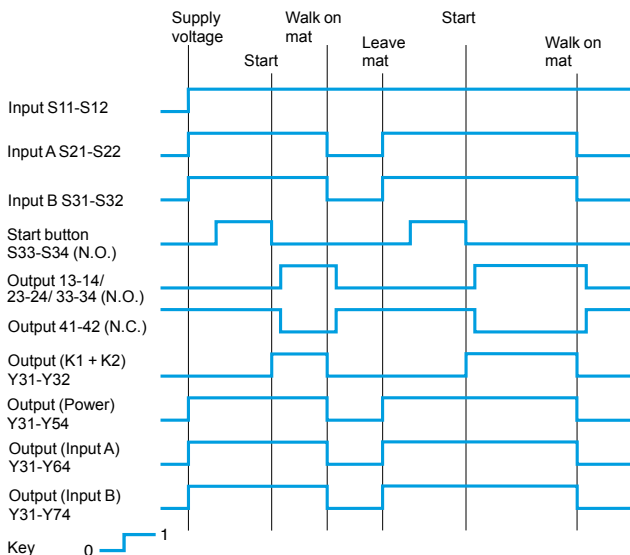 Supply
voltage
Start
Walk on
mat
Leave
mat
Start
Walk on
mat
Input S11-S12
Input A S21-S22
Input B S31-S32
Start button
S33-S34 (N.O.)
Output 13-14/
23-24/ 33-34 (N.O.)
Output 41-42 (N.C.)
Output (K1 + K2)
Y31-Y32
Output (Power)
Y31-Y54
Output (Input A)
Y31-Y64
Output (Input B)
Y31-Y74
Key 0 1